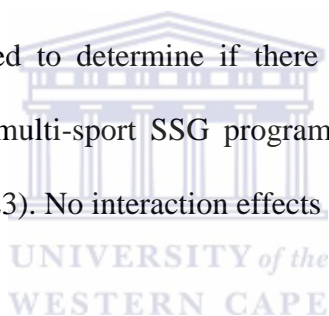 ed to determine if there
multi-sport SSG program
3). No interaction effects
UNIVERSITY of the
WESTERN CAPE